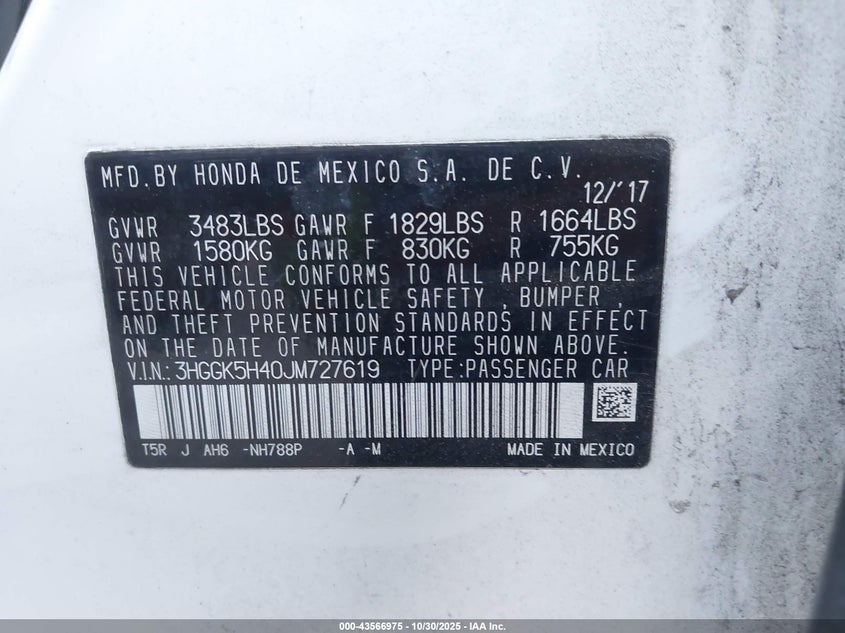 MFD.BY HONDA DE MEXICO S.A. DE C.V.
12/'17
GVWR 3483LBS GAWR F 1829LBS R 1664LBS
GVWR 1580KG GAWR F 830KG R 755KG
THIS VEHICLE CONFORMS TO ALL APPLICABLE
FEDERAL MOTOR VEHICLE SAFETY , BUMPER ,
AND THEFT PREVENTION STANDARDS IN EFFECT
ON THE DATE OF MANUFACTURE SHOWN ABOVE.
V.I.N.: 3HGGK5H40JM727619 TYPE:PASSENGER CAR
T5R J AH6 -NH788P -A -M MADE IN MEXICO
000-43566975 - 10/30/2025 - IAA Inc.